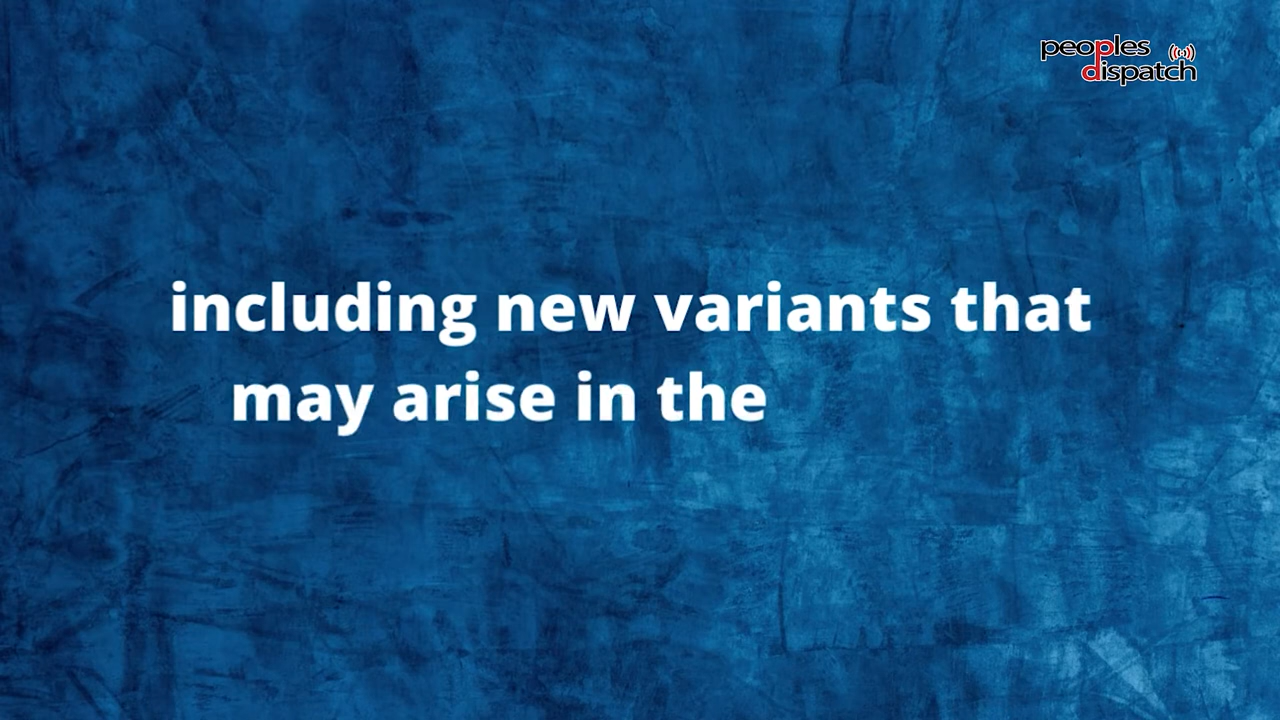 peoples
dispatch
including new variants that
may arise in the